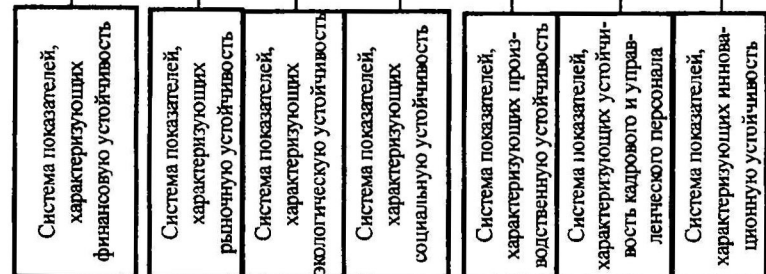 Система показателей,
характеризующих
финансовую устойчивость
Система показателей,
характеризующих
рыночную устойчивость
Система показателей,
характеризующих
экологическую устойчивость
Система показателей,
характеризующих
социальную устойчивость
Система показателей,
характеризующих произ-
водственную устойчивость
Система показателей,
характеризующих устойчи-
вость кадрового и управ-
ленческого персонала
Система показателей,
характеризующих иннова-
ционную устойчивость